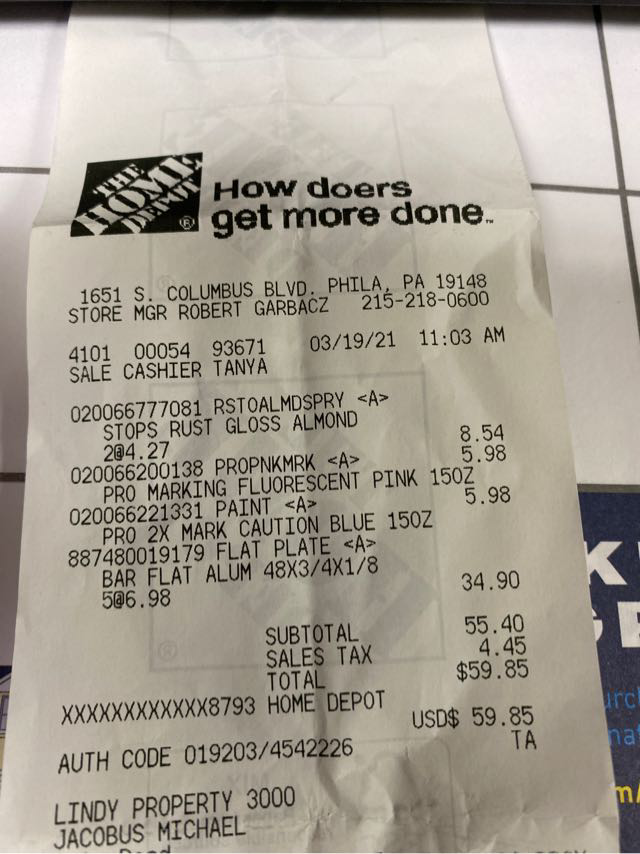 THE
HOME
DEPOT
®
How doers
get more done™
1651 S. COLUMBUS BLVD. PHILA, PA 19148
STORE MGR ROBERT GARBACZ 215-218-0600
4101 00054 93671 03/19/21 11:03 AM
SALE CASHIER TANYA
020066777081 RSTOALMDSPRY <A>
STOPS RUST GLOSS ALMOND
2@4.27 8.54
020066200138 PROPNKMRK <A> 5.98
PRO MARKING FLUORESCENT PINK 15OZ
020066221331 PAINT <A> 5.98
PRO 2X MARK CAUTION BLUE 15OZ
887480019179 FLAT PLATE <A>
BAR FLAT ALUM 48X3/4X1/8
5@6.98 34.90
SUBTOTAL 55.40
SALES TAX 4.45
TOTAL $59.85
XXXXXXXXXXXX8793 HOME DEPOT
USD$ 59.85
AUTH CODE 019203/4542226 TA
LINDY PROPERTY 3000
JACOBUS MICHAEL